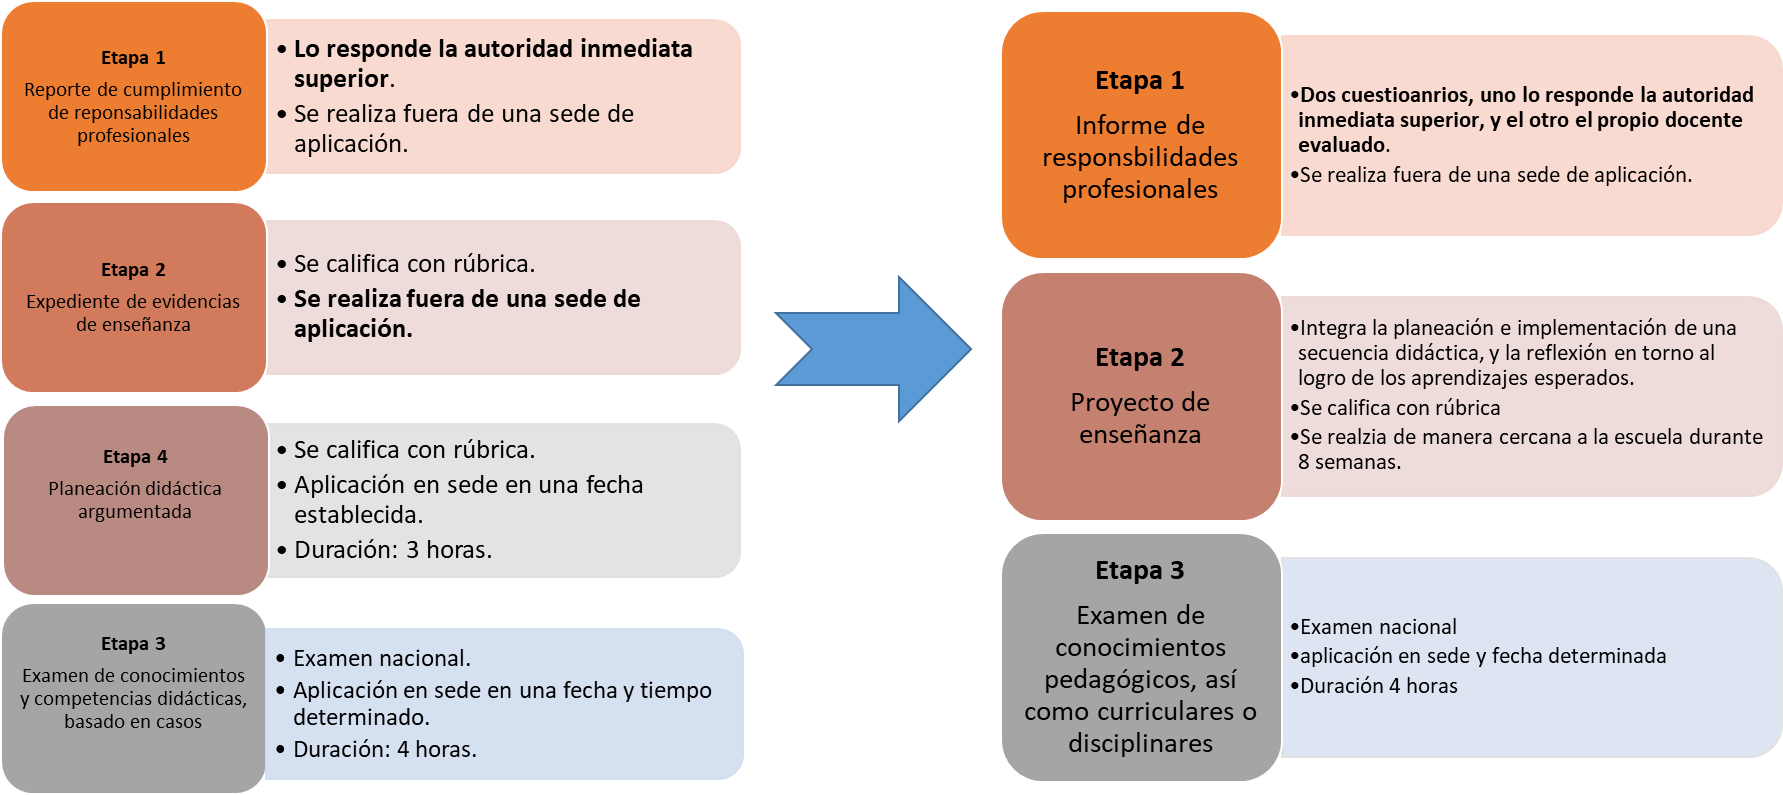 Etapa 1
Reporte de cumplimiento
de reponsabilidades
profesionales
• Lo responde la autoridad inmediata
superior.
• Se realiza fuera de una sede de
aplicación.
Etapa 2
Expediente de evidencias
de enseñanza
• Se califica con rúbrica.
• Se realiza fuera de una sede de
aplicación.
Etapa 4
Planeación didáctica
argumentada
• Se califica con rúbrica.
• Aplicación en sede en una fecha
establecida.
• Duración: 3 horas.
Etapa 3
Examen de conocimientos
y competencias didácticas,
basado en casos
• Examen nacional.
• Aplicación en sede en una fecha y tiempo
determinado.
• Duración: 4 horas.
Etapa 1
Informe de
responsbilidades
profesionales
•Dos cuestioanrios, uno lo responde la autoridad
inmediata superior, y el otro el propio docente
evaluado.
•Se realiza fuera de una sede de aplicación.
Etapa 2
Proyecto de
enseñanza
•Integra la planeación e implementación de una
secuencia didáctica, y la reflexión en torno al
logro de los aprendizajes esperados.
•Se califica con rúbrica
•Se realzia de manera cercana a la escuela durante
8 semanas.
Etapa 3
Examen de
conocimientos
pedagógicos, así
como curriculares o
disciplinares
•Examen nacional
•aplicación en sede y fecha determinada
•Duración 4 horas